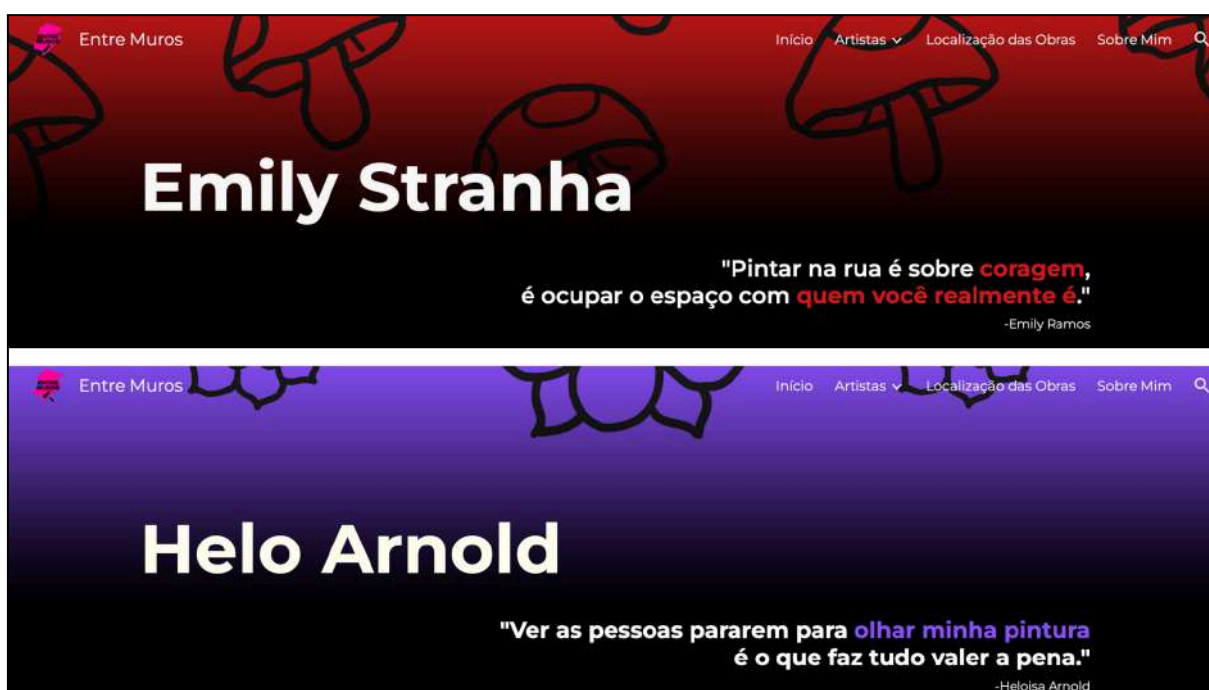 Entre Muros
Início Artistas Localização das Obras Sobre Mim
Emily Stranha
"Pintar na rua é sobre coragem,
é ocupar o espaço com quem você realmente é."
-Emily Ramos
Entre Muros
Início Artistas Localização das Obras Sobre Mim
Helo Arnold
"Ver as pessoas pararem para olhar minha pintura
é o que faz tudo valer a pena."
-Heloisa Arnold